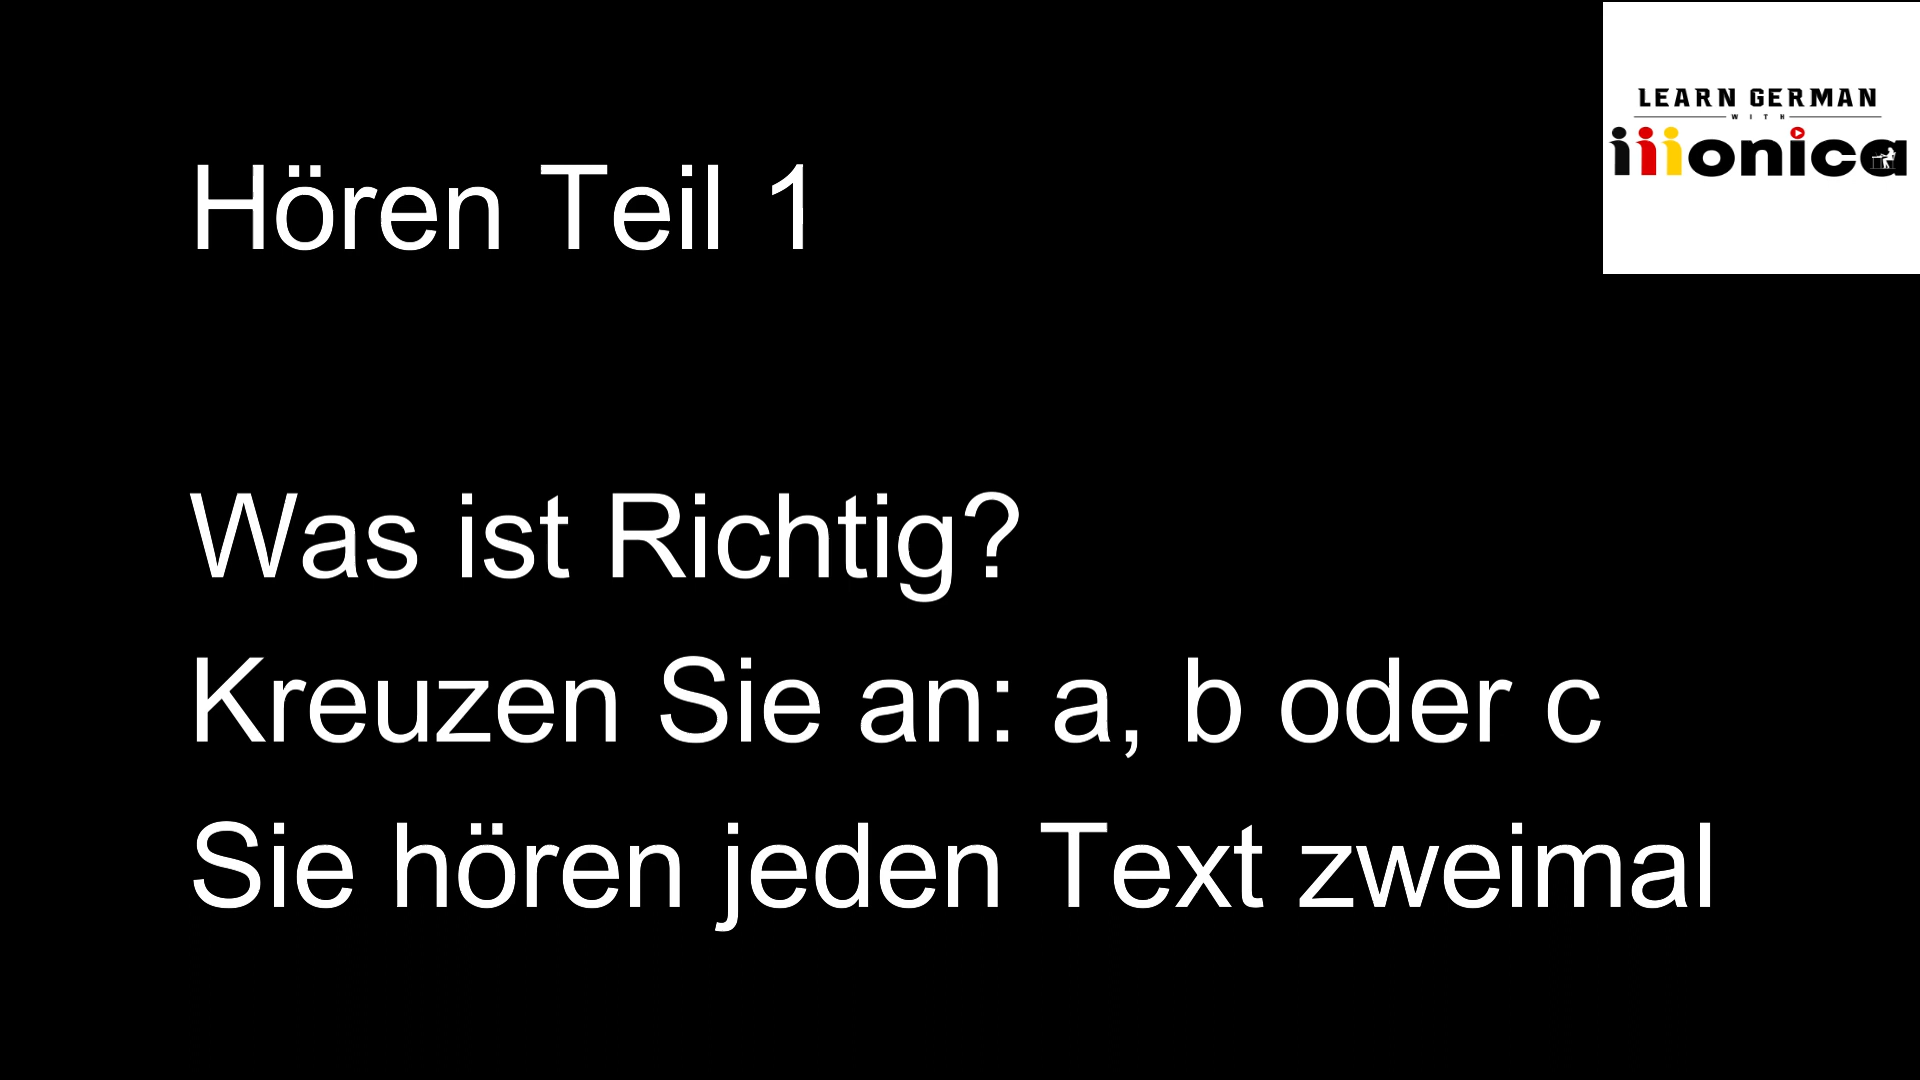 LEARN GERMAN
WITH
monica
Hören Teil 1
Was ist Richtig?
Kreuzen Sie an: a, b oder c
Sie hören jeden Text zweimal